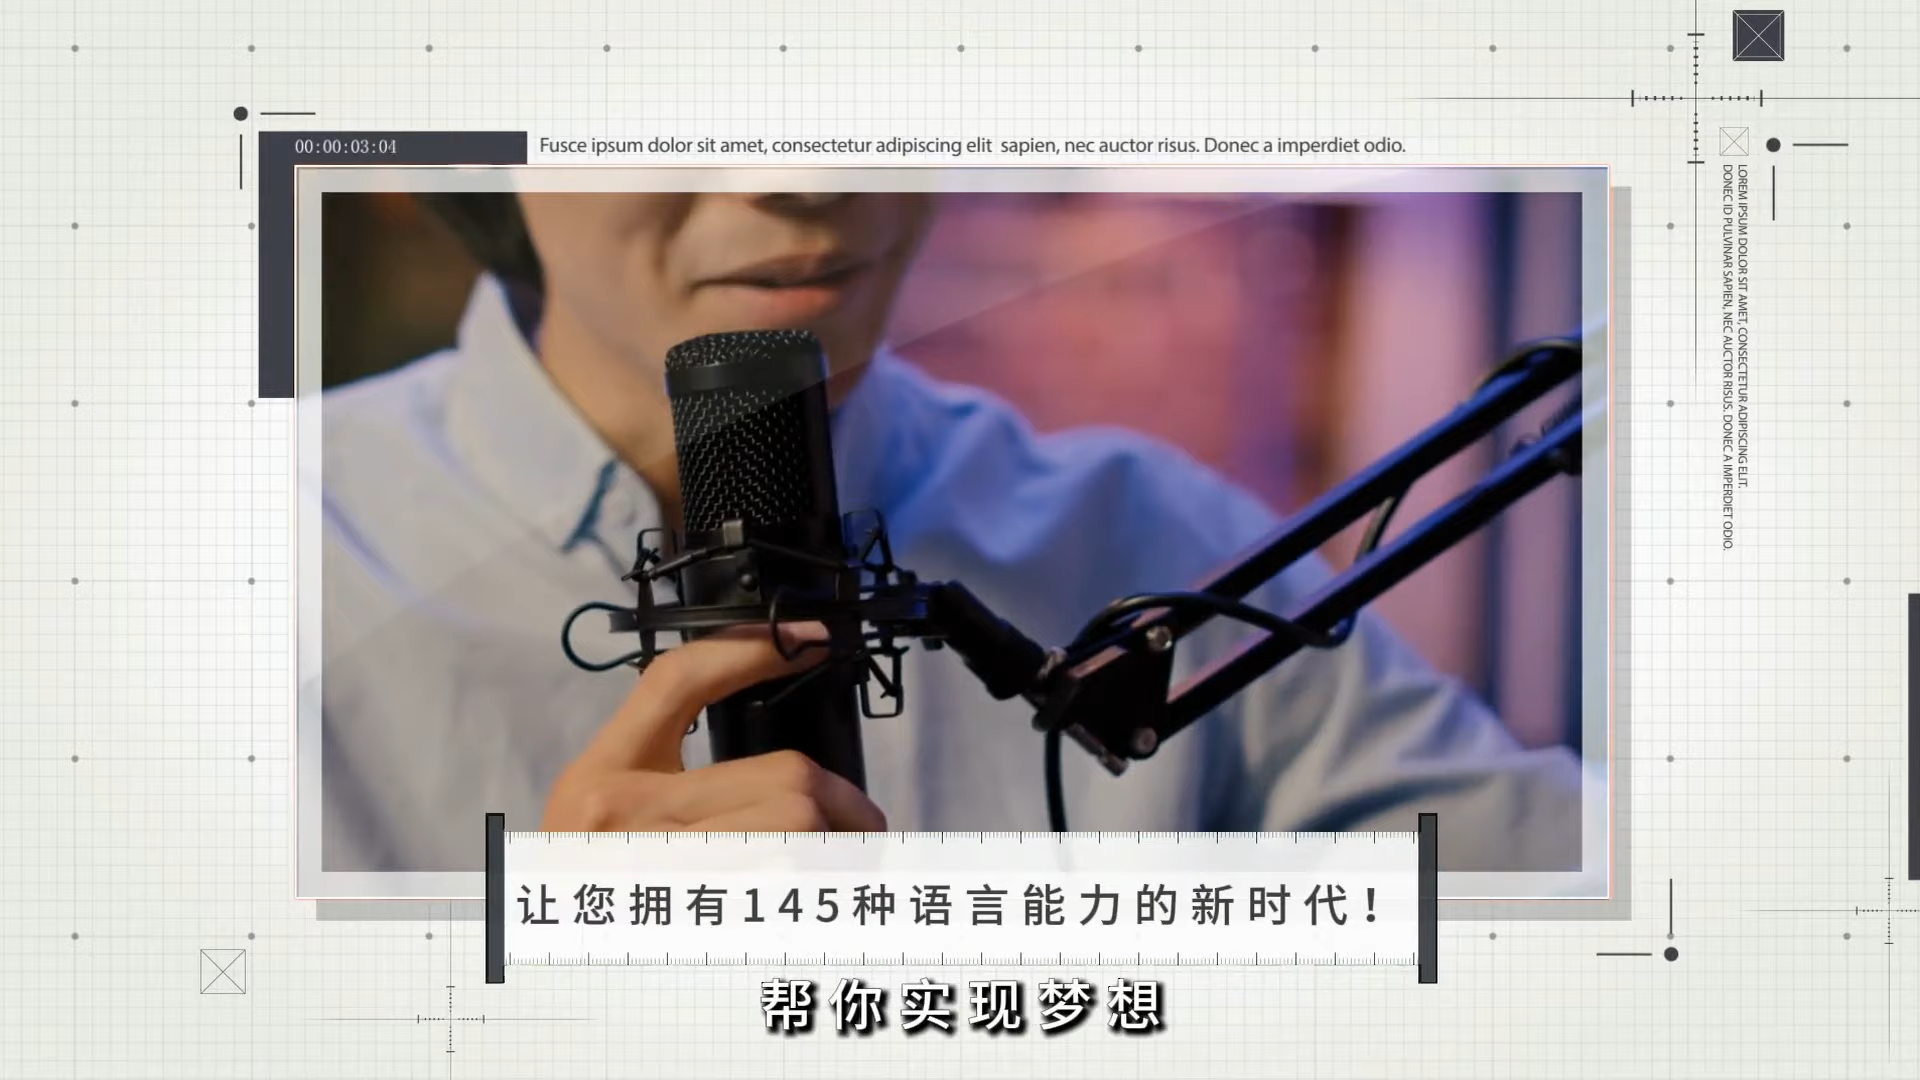 00:00:03:04
Fusce ipsum dolor sit amet, consectetur adipiscing elit sapien, nec auctor risus. Donec a imperdiet odio.
LOREM IPSUM DOLOR SIT AMET, CONSECTETUR ADIPISCING ELIT.
DONEC ID PULVINAR SAPIEN, NEC AUCTOR RISUS. DONEC A IMPERDIET ODIO.
让您拥有145种语言能力的新时代！
帮你实现梦想